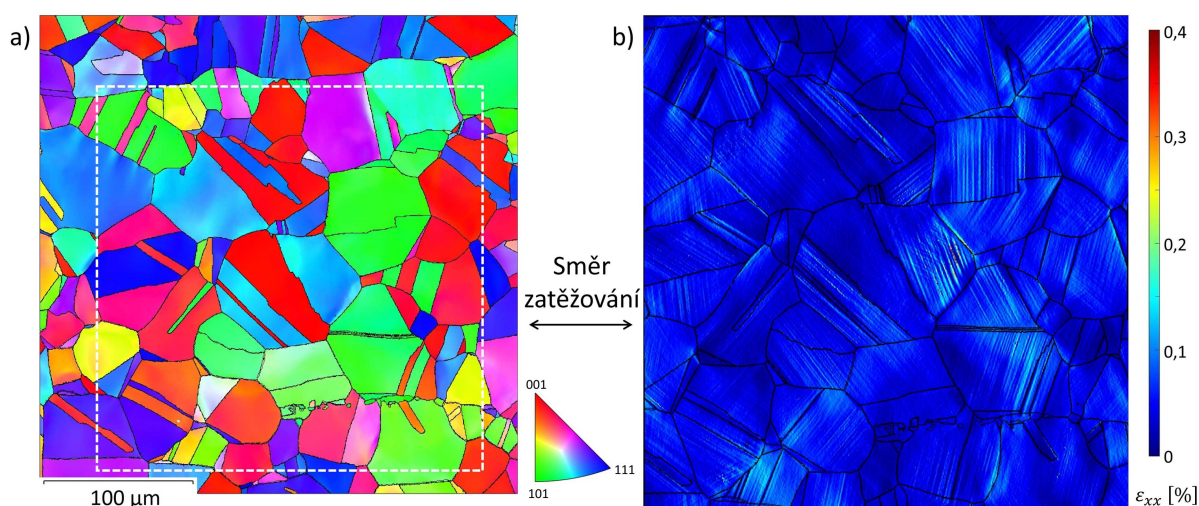 a)
b)
0,4
0,3
0,2
0,1
0
Směr
zatěžování
001
111
101
100 µm
εxx [%]